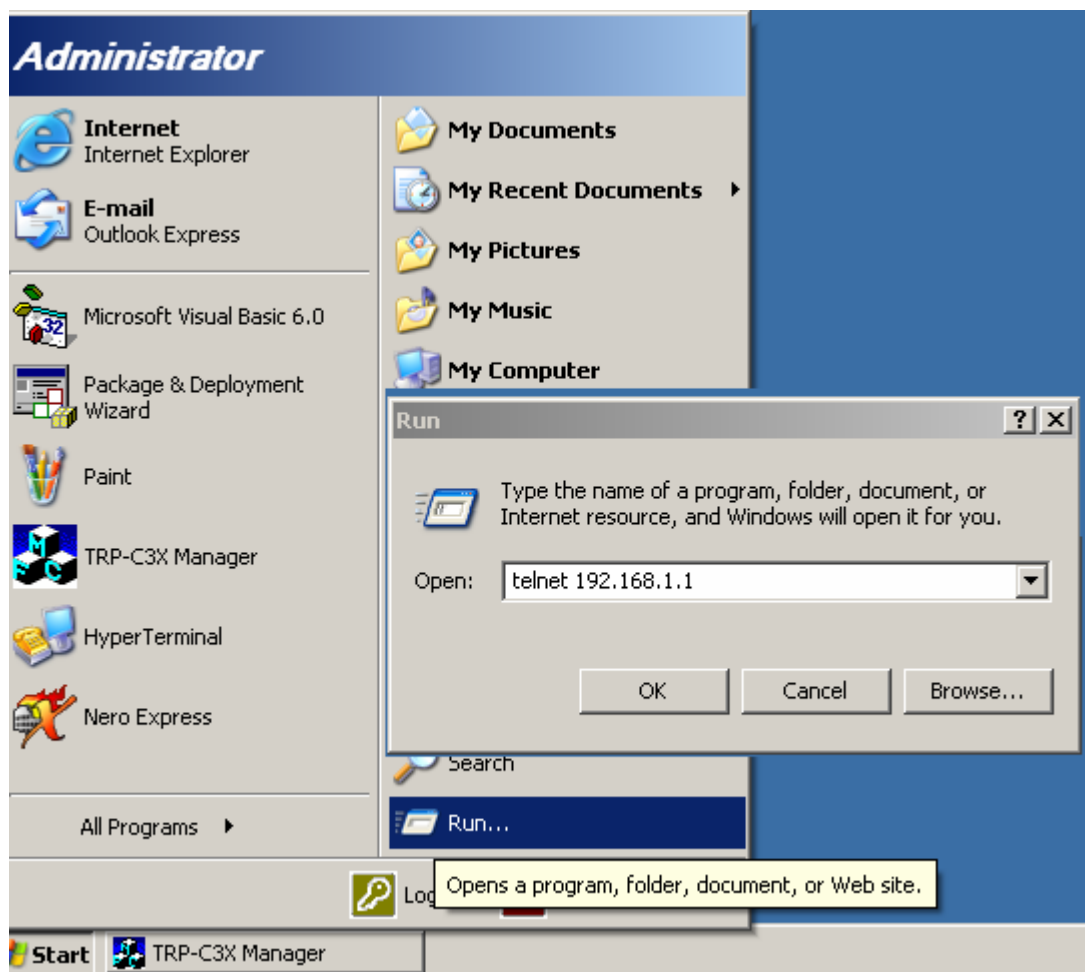 Administrator
Internet
Internet Explorer
E-mail
Outlook Express
Microsoft Visual Basic 6.0
Package & Deployment
Wizard
Paint
TRP-C3X Manager
HyperTerminal
Nero Express
All Programs
My Documents
My Recent Documents
My Pictures
My Music
My Computer
Run
Type the name of a program, folder, document, or
Internet resource, and Windows will open it for you.
Open:
telnet 192.168.1.1
OK
Cancel
Browse...
Search
Run...
Opens a program, folder, document, or Web site.
Start
TRP-C3X Manager